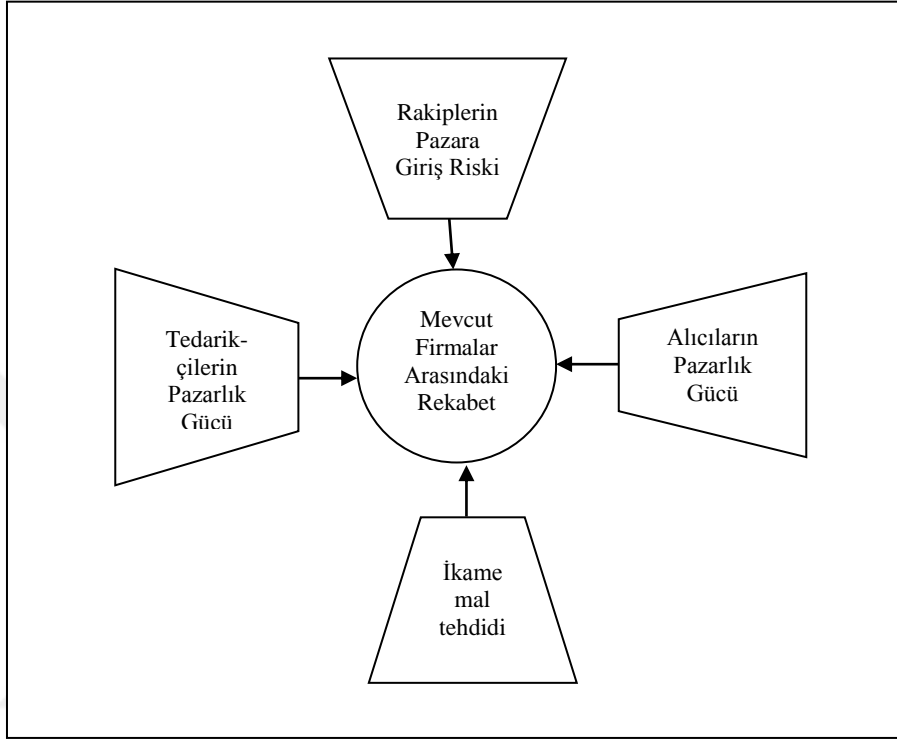 Rakiplerin
Pazara
Giriş Riski
Tedarik-
çilerin
Pazarlık
Gücü
Mevcut
Firmalar
Arasındaki
Rekabet
Alıcıların
Pazarlık
Gücü
İkame
mal
tehdidi